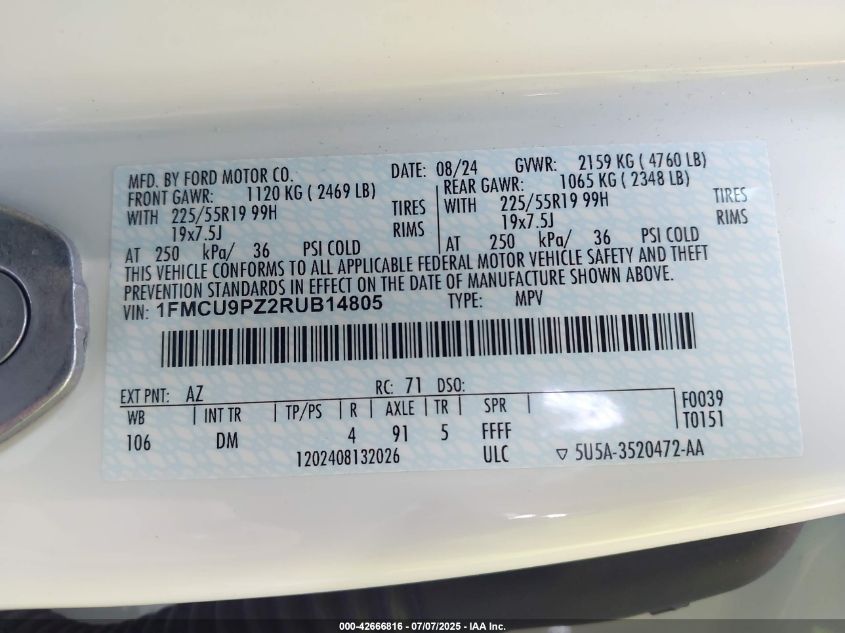 MFD. BY FORD MOTOR CO. DATE: 08/24 GVWR: 2159 KG ( 4760 LB)
FRONT GAWR: 1120 KG ( 2469 LB) REAR GAWR: 1065 KG ( 2348 LB)
WITH 225/55R19 99H TIRES WITH 225/55R19 99H TIRES
19x7.5J RIMS 19x7.5J RIMS
AT 250 kPa/ 36 PSI COLD AT 250 kPa/ 36 PSI COLD
THIS VEHICLE CONFORMS TO ALL APPLICABLE FEDERAL MOTOR VEHICLE SAFETY AND THEFT
PREVENTION STANDARDS IN EFFECT ON THE DATE OF MANUFACTURE SHOWN ABOVE.
VIN: 1FMCU9PZ2RUB14805 TYPE: MPV
EXT PNT: AZ RC: 71 DSO:
WB INT TR TP/PS R AXLE TR SPR F0039
106 DM 4 91 5 FFFF T0151
1202408132026 ULC ▽ 5U5A-3520472-AA
000-42666816 - 07/07/2025 - IAA Inc.